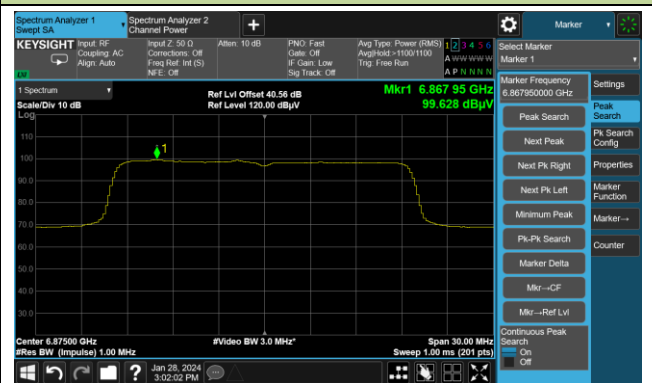 Spectrum Analyzer 1
Swept SA
Spectrum Analyzer 2
Channel Power
Marker
KEYSIGHT
Input: RF
Coupling: AC
Align: Auto
Input Z: 50 Ω
Corrections: Off
Freq Ref: Int (S)
NFE: Off
Atten: 10 dB
PNO: Fast
Gate: Off
IF Gain: Low
Sig Track: Off
Avg Type: Power (RMS)
Avg|Hold:>1100/1100
Trig: Free Run
1 2 3 4 5 6
A W W W W W
A P N N N N
Select Marker
Marker 1
1 Spectrum
Scale/Div 10 dB
Log
Ref Lvl Offset 40.56 dB
Ref Level 120.00 dBµV
Mkr1 6.867 95 GHz
99.628 dBµV
110
100
90.0
80.0
70.0
60.0
50.0
40.0
30.0
1
Center 6.87500 GHz
#Res BW (Impulse) 1.00 MHz
#Video BW 3.0 MHz*
Span 30.00 MHz
Sweep 1.00 ms (201 pts)
Marker Frequency
6.867950000 GHz
Peak Search
Next Peak
Next Pk Right
Next Pk Left
Minimum Peak
Pk-Pk Search
Marker Delta
Mkr→CF
Mkr→Ref Lvl
Continuous Peak
Search
On
Off
Settings
Peak
Search
Pk Search
Config
Properties
Marker
Function
Marker→
Counter
Jan 28, 2024
3:02:02 PM